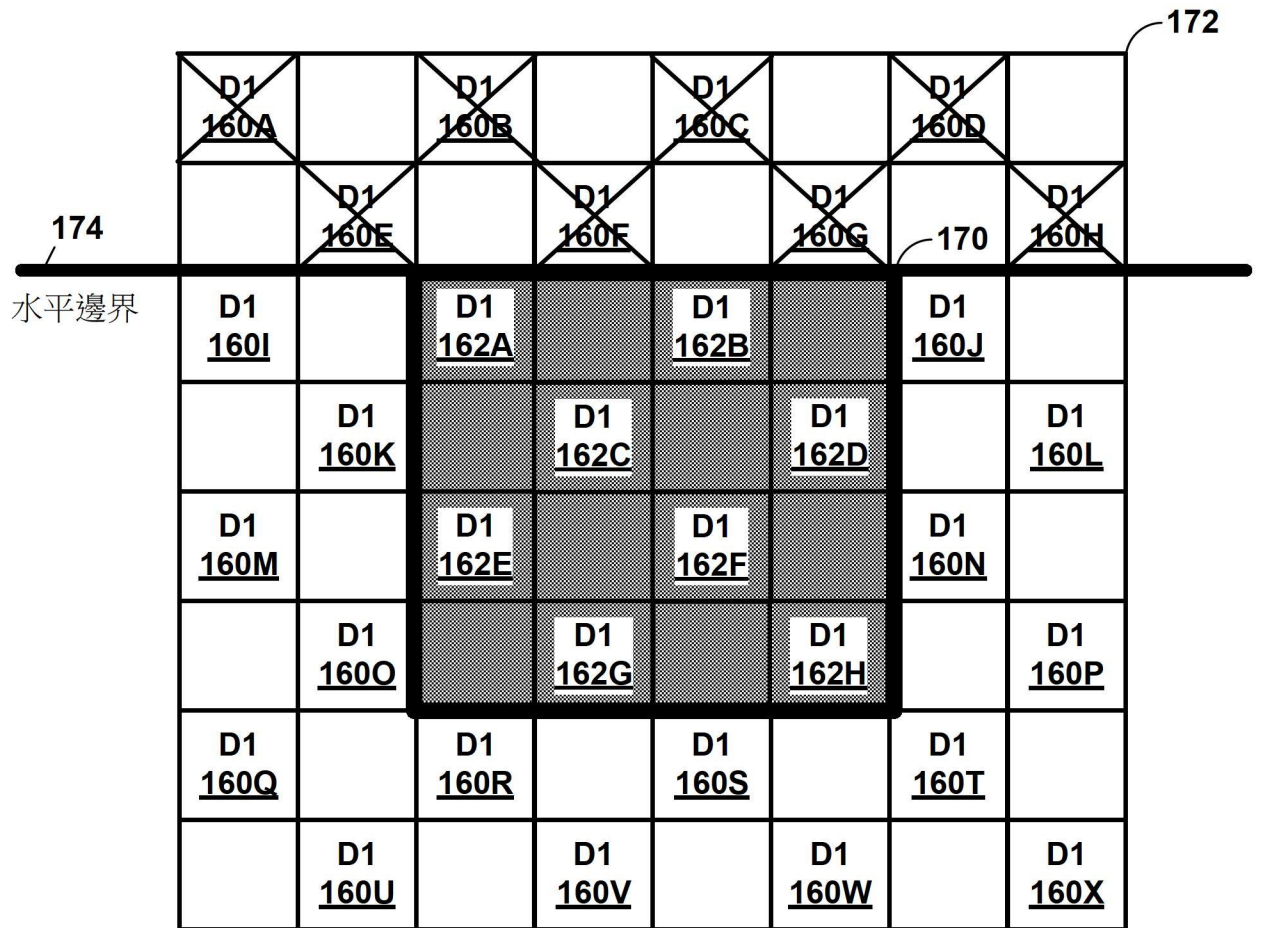 172
D1 D1 D1 D1
160A 160B 160C 160D
D1 D1 D1 D1
160E 160F 160G 160H
174
170
水平邊界
D1 D1 D1 D1
160I 162A 162B 160J
D1 D1 D1 D1
160K 162C 162D 160L
D1 D1 D1 D1
160M 162E 162F 160N
D1 D1 D1 D1
160O 162G 162H 160P
D1 D1 D1 D1
160Q 160R 160S 160T
D1 D1 D1 D1
160U 160V 160W 160X